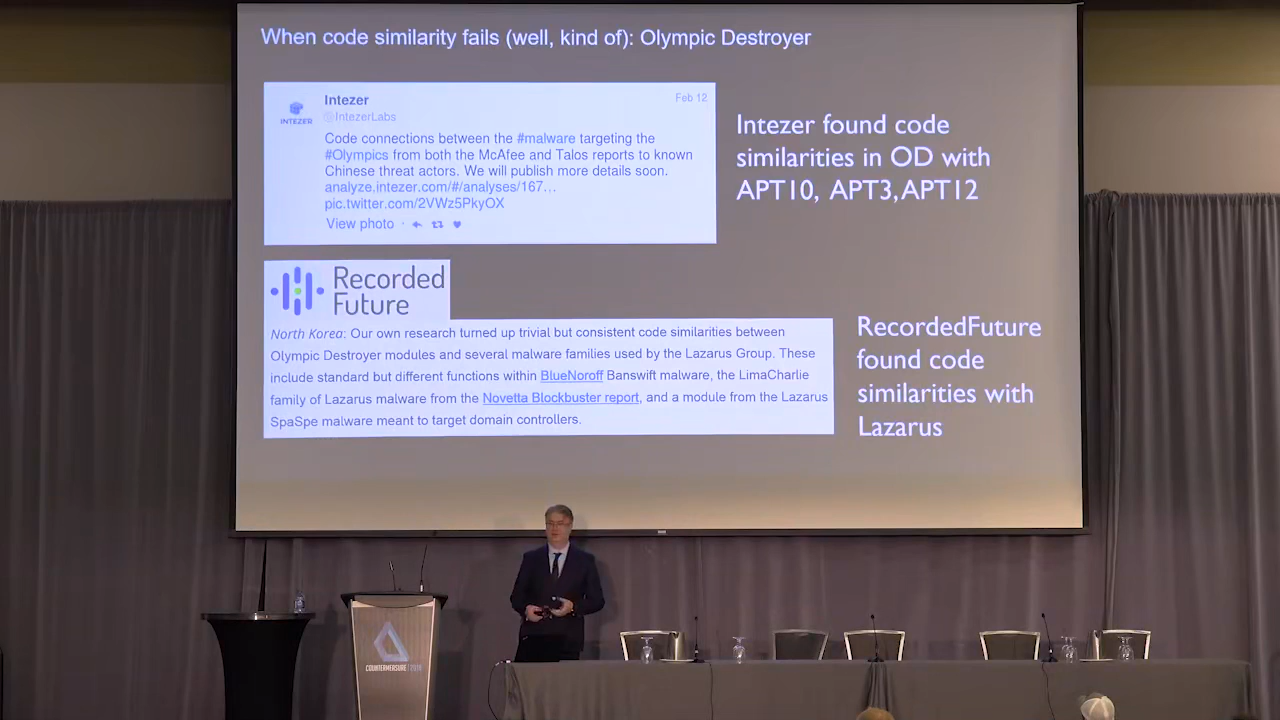 When code similarity fails (well, kind of): Olympic Destroyer
Intezer
Feb 12
@IntezerLabs
INTEZER
Code connections between the #malware targeting the
#Olympics from both the McAfee and Talos reports to known
Chinese threat actors. We will publish more details soon.
analyze.intezer.com/#/analyses/167…
pic.twitter.com/2VWz5PkyOX
View photo ·
Intezer found code
similarities in OD with
APT10, APT3,APT12
Recorded
Future
North Korea: Our own research turned up trivial but consistent code similarities between
Olympic Destroyer modules and several malware families used by the Lazarus Group. These
include standard but different functions within BlueNoroff Banswift malware, the LimaCharlie
family of Lazarus malware from the Novetta Blockbuster report, and a module from the Lazarus
SpaSpe malware meant to target domain controllers.
RecordedFuture
found code
similarities with
Lazarus
COUNTERMEASURE